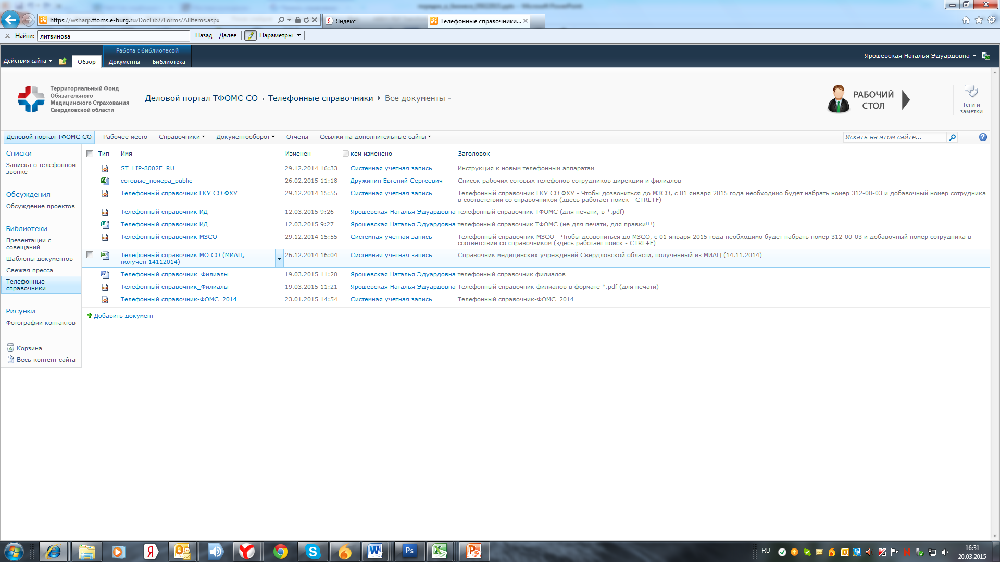 https://wsharp.tfoms.e-burg.ru/DocLib7/Forms/AllItems.aspx
Яндекс
Телефонные справочники...
Найти: литвинова Назад Далее Параметры
Работа с библиотекой
Действия сайта Обзор Документы Библиотека
Ярошевская Наталья Эдуардовна
Территориальный Фонд
Обязательного
Медицинского Страхования
Свердловской области
Деловой портал ТФОМС СО Телефонные справочники Все документы
РАБОЧИЙ
СТОЛ
Теги и
заметки
Деловой портал ТФОМС СО Рабочее место Справочники Документооборот Отчеты Ссылки на дополнительные сайты
Искать на этом сайте...
Списки
Записка о телефонном
звонке
Обсуждения
Обсуждение проектов
Библиотеки
Презентации с
совещаний
Шаблоны документов
Свежая пресса
Телефонные
справочники
Рисунки
Фотографии контактов
Корзина
Весь контент сайта
Тип Имя Изменен кем изменено Заголовок
ST_LIP-8002E_RU 29.12.2014 16:33 Системная учетная запись Инструкция к новым телефонным аппаратам
сотовые_номера_public 26.02.2015 11:18 Дружинин Евгений Сергеевич Список рабочих сотовых телефонов сотрудников дирекции и филиалов
Телефонный справочник ГКУ СО ФХУ 29.12.2014 15:55 Системная учетная запись Телефонный справочник ГКУ СО ФХУ - Чтобы дозвониться до МЗСО, с 01 января 2015 года необходимо будет набрать номер 312-00-03 и добавочный номер сотрудника
в соответствии со справочником (здесь работает поиск - CTRL+F)
Телефонный справочник ИД 12.03.2015 9:26 Ярошевская Наталья Эдуардовна телефонный справочник ТФОМС (для печати, в *.pdf)
Телефонный справочник ИД 12.03.2015 9:27 Ярошевская Наталья Эдуардовна телефонный справочник ТФОМС (не для печати, для правки!!!)
Телефонный справочник МЗСО 29.12.2014 15:55 Системная учетная запись Телефонный справочник МЗСО - Чтобы дозвониться до МЗСО, с 01 января 2015 года необходимо будет набрать номер 312-00-03 и добавочный номер сотрудника в
соответствии со справочником (здесь работает поиск - CTRL+F)
Телефонный справочник МО СО (МИАЦ, 26.12.2014 16:04 Системная учетная запись Справочник медицинских учреждений Свердловской области, полученный из МИАЦ (14.11.2014)
получен 14112014)
Телефонный справочник_Филиалы 19.03.2015 11:20 Ярошевская Наталья Эдуардовна телефонный справочник филиалов
Телефонный справочник_Филиалы 19.03.2015 11:21 Ярошевская Наталья Эдуардовна Телефонный справочник филиалов в формате *.pdf (для печати)
Телефонный справочник-ФОМС_2014 23.01.2015 14:54 Системная учетная запись Телефонный справочник-ФОМС_2014
Добавить документ
RU
16:31
20.03.2015